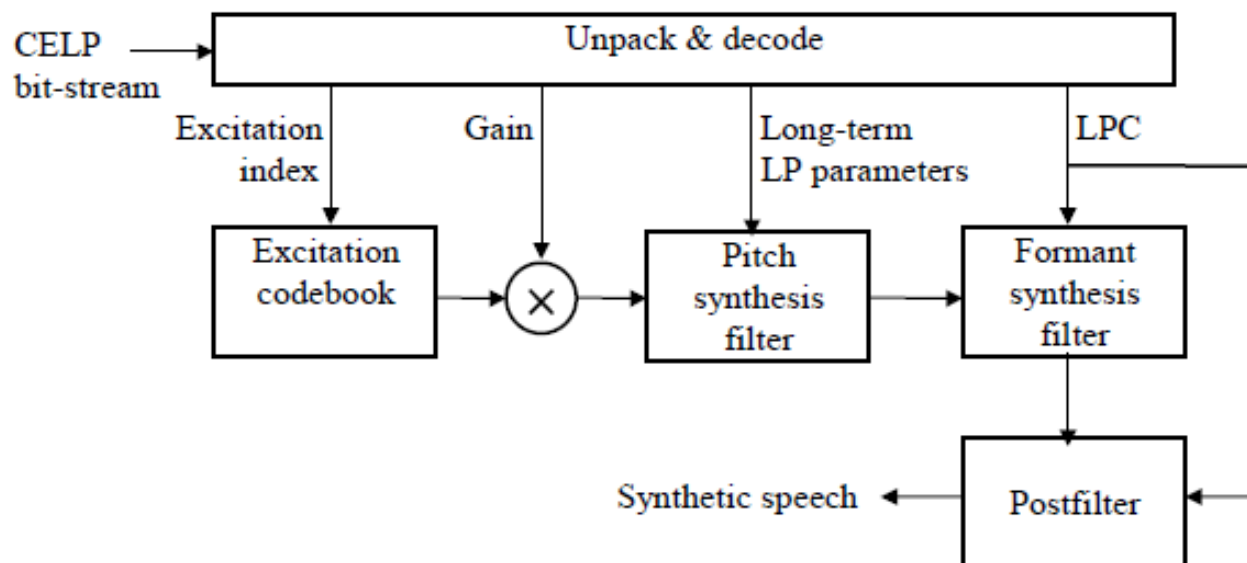 CELP
bit-stream
Unpack & decode
Excitation
index
Gain
Long-term
LP parameters
LPC
Excitation
codebook
×
Pitch
synthesis
filter
Formant
synthesis
filter
Synthetic speech
Postfilter